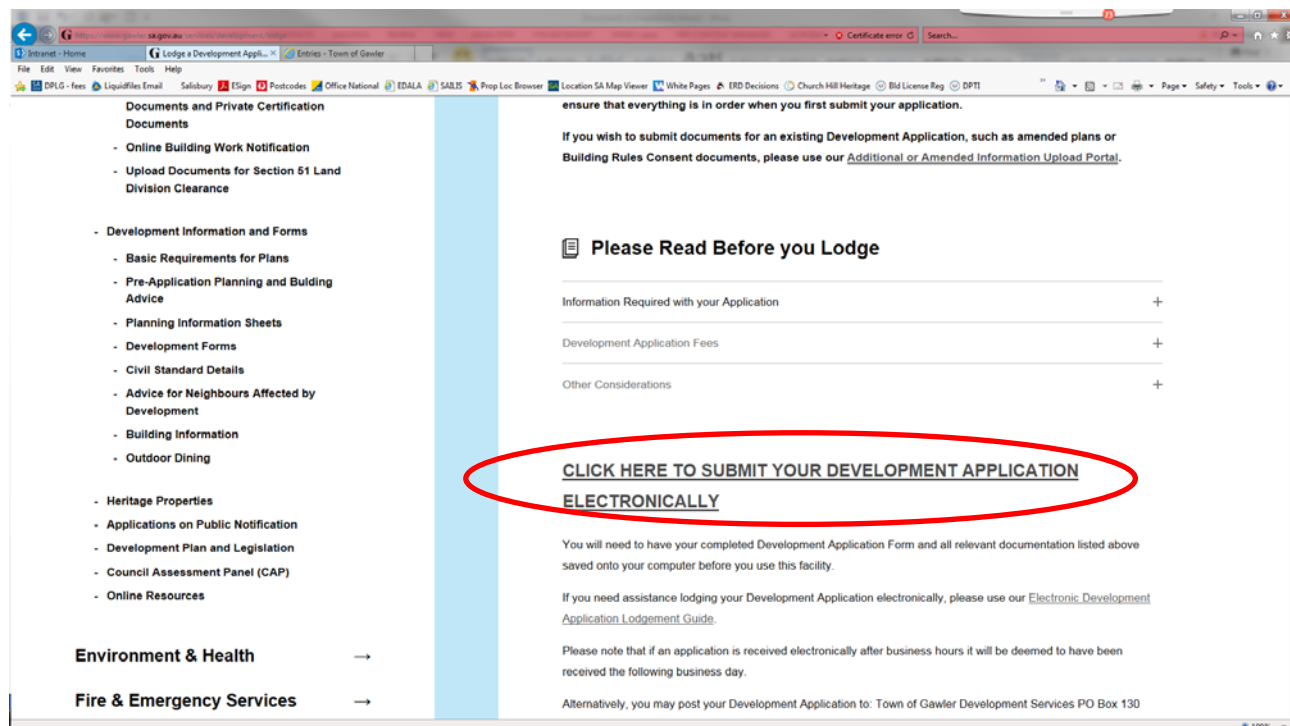 23
https://www.gawler.sa.gov.au/services/development/lodge
Certificate error
Search...
Intranet - Home
Lodge a Development Appli...
Entries - Town of Gawler
File Edit View Favorites Tools Help
DPLG - fees Liquidfiles Email Salisbury ESign Postcodes Office National EDALA SAILIS Prop Loc Browser Location SA Map Viewer White Pages ERD Decisions Church Hill Heritage Bld License Reg DPTI " Page Safety Tools
Documents and Private Certification
Documents
- Online Building Work Notification
- Upload Documents for Section 51 Land
Division Clearance
- Development Information and Forms
- Basic Requirements for Plans
- Pre-Application Planning and Bulding
Advice
- Planning Information Sheets
- Development Forms
- Civil Standard Details
- Advice for Neighbours Affected by
Development
- Building Information
- Outdoor Dining
- Heritage Properties
- Applications on Public Notification
- Development Plan and Legislation
- Council Assessment Panel (CAP)
- Online Resources
Environment & Health →
Fire & Emergency Services →
ensure that everything is in order when you first submit your application.
If you wish to submit documents for an existing Development Application, such as amended plans or
Building Rules Consent documents, please use our Additional or Amended Information Upload Portal.
Please Read Before you Lodge
Information Required with your Application +
Development Application Fees +
Other Considerations +
CLICK HERE TO SUBMIT YOUR DEVELOPMENT APPLICATION
ELECTRONICALLY
You will need to have your completed Development Application Form and all relevant documentation listed above
saved onto your computer before you use this facility.
If you need assistance lodging your Development Application electronically, please use our Electronic Development
Application Lodgement Guide.
Please note that if an application is received electronically after business hours it will be deemed to have been
received the following business day.
Alternatively, you may post your Development Application to: Town of Gawler Development Services PO Box 130